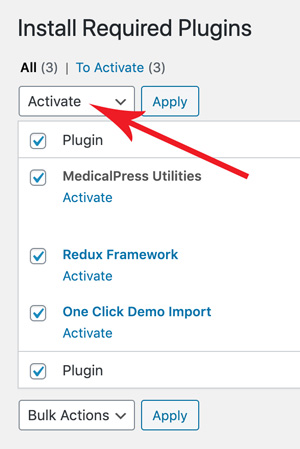 Install Required Plugins
All (3) | To Activate (3)
Activate Apply
Plugin
MedicalPress Utilities
Activate
Redux Framework
Activate
One Click Demo Import
Activate
Plugin
Bulk Actions Apply